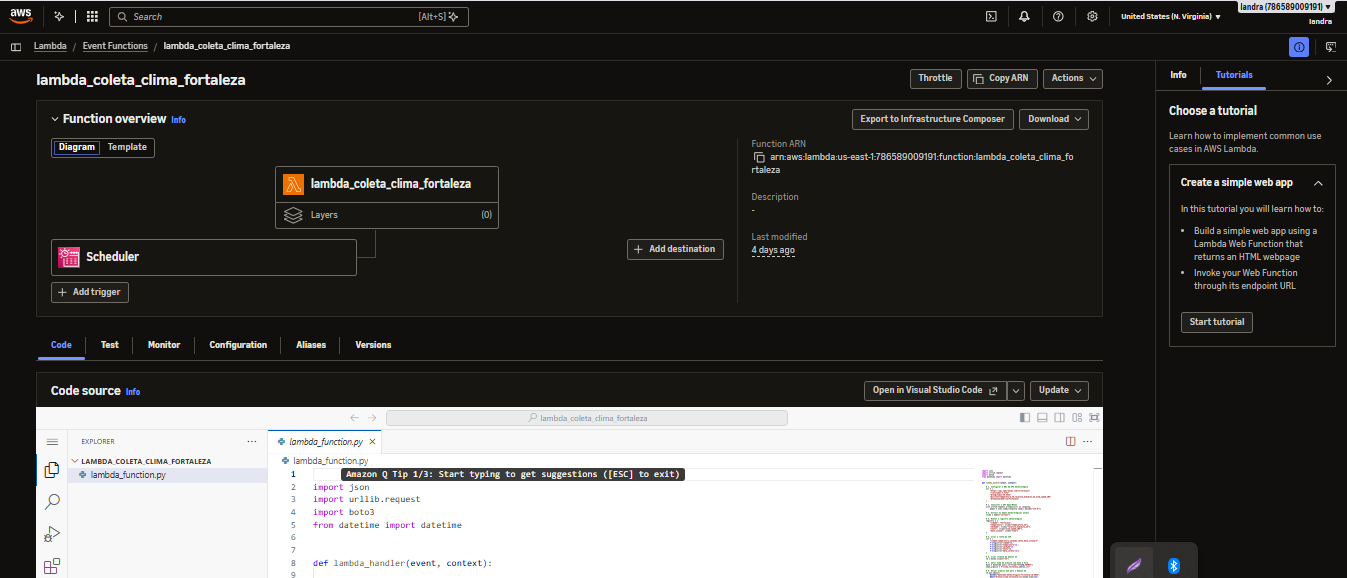 aws
Search
[Alt+S]
United States (N. Virginia) ▼
landra (786589009191) ▼
landra
Lambda / Event Functions / lambda_coleta_clima_fortaleza
lambda_coleta_clima_fortaleza
Throttle
Copy ARN
Actions
Function overview Info
Export to Infrastructure Composer
Download
Diagram
Template
lambda_coleta_clima_fortaleza
Layers
(0)
Scheduler
+ Add trigger
+ Add destination
Function ARN
arn:aws:lambda:us-east-1:786589009191:function:lambda_coleta_clima_fo
rtaleza
Description
-
Last modified
4 days ago
Code
Test
Monitor
Configuration
Aliases
Versions
Code source Info
Open in Visual Studio Code
Update
lambda_coleta_clima_fortaleza
EXPLORER
...
LAMBDA_COLETA_CLIMA_FORTALEZA
lambda_function.py
lambda_function.py ×
...
lambda_function.py
1
Amazon Q Tip 1/3: Start typing to get suggestions ([ESC] to exit)
2 import json
3 import urllib.request
4 import boto3
5 from datetime import datetime
6
7
8 def lambda_handler(event, context):
9
Info
Tutorials
Choose a tutorial
Learn how to implement common use
cases in AWS Lambda.
Create a simple web app
In this tutorial you will learn how to:
• Build a simple web app using a
Lambda Web Function that
returns an HTML webpage
• Invoke your Web Function
through its endpoint URL
Start tutorial